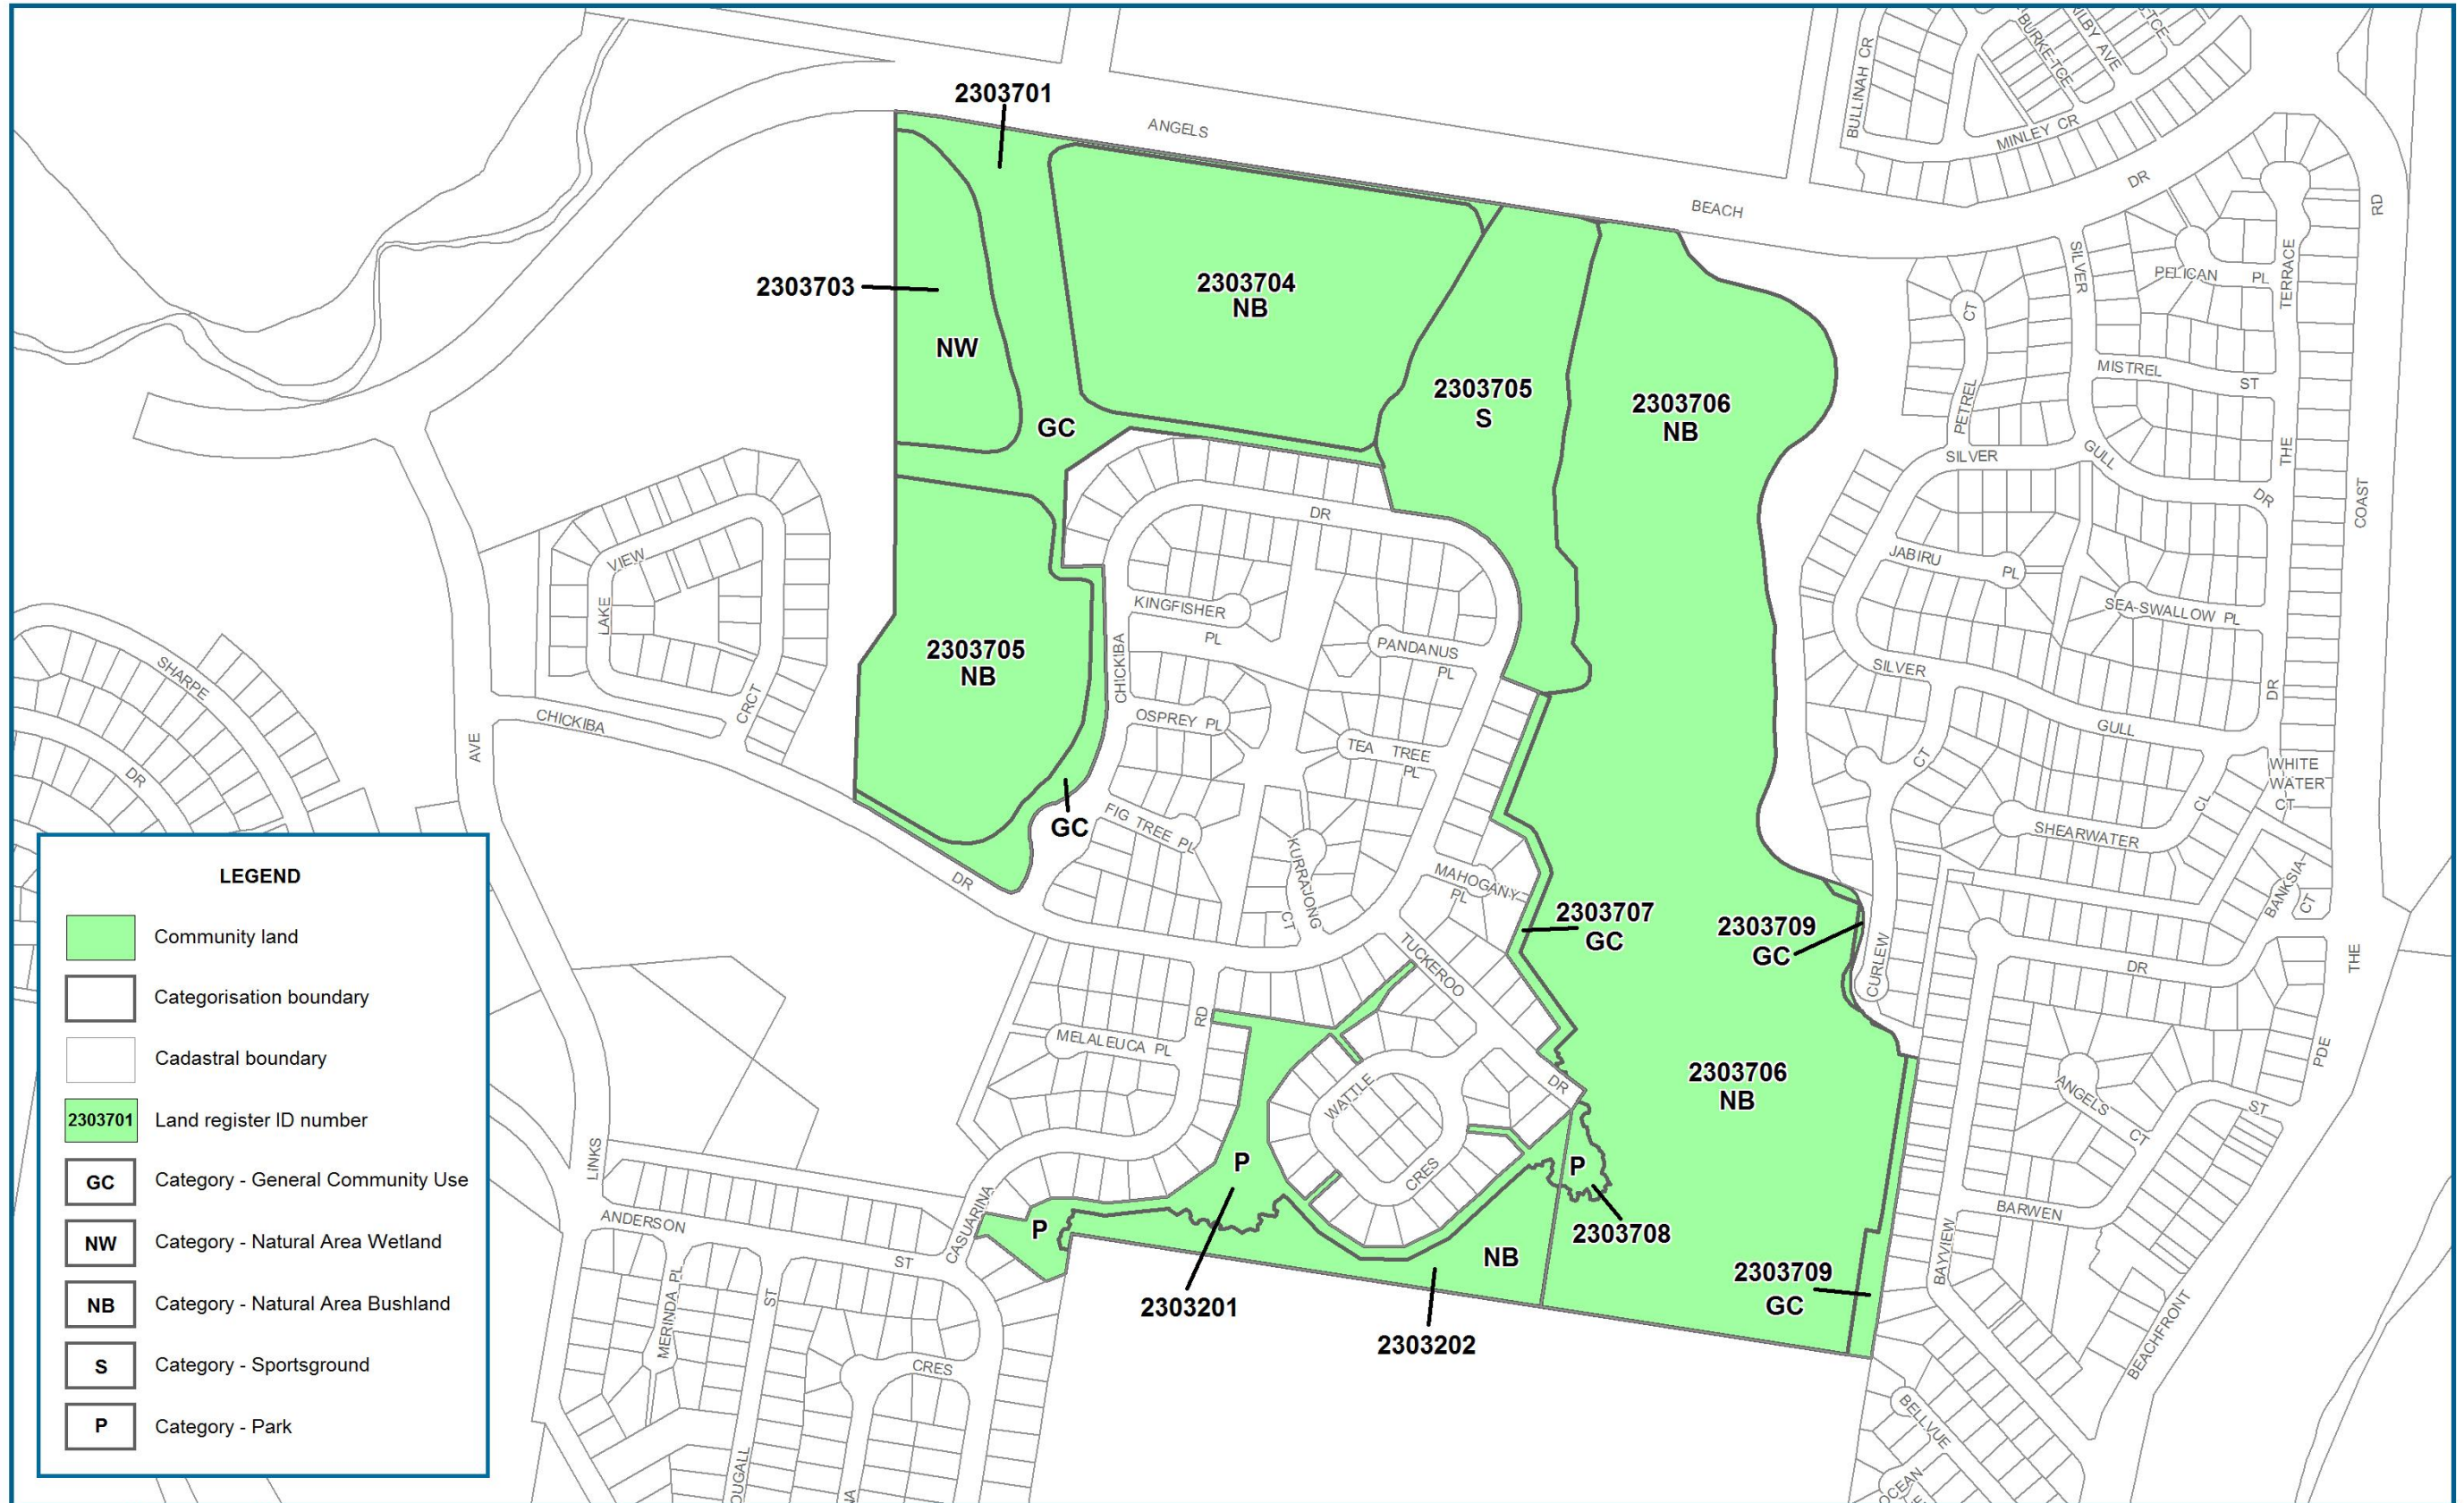 2303701
ANGELS
BULLINAH CR
BURKE-TCE
MINLEY CR
BEACH
DR
RD
2303703
NW
2303704
NB
2303705
S
2303706
NB
SILVER
PELICAN PL
TERRACE
CT
PETREL
MISTREL ST
GC
SILVER
GULL
DR
THE
COAST
DR
VIEW
LAKE
CRCT
CHICKIBA
AVE
SHARPE
DR
2303705
NB
CHICKIBA
KINGFISHER
PL
PANDANUS
PL
OSPREY PL
TEA TREE
PL
FIG TREE PL
GC
KURRAJONG
CT
MAHOGANY
PL
JABIRU
PL
SEA-SWALLOW PL
SILVER
GULL
DR
CT
WHITE
WATER
CT
CL
SHEARWATER
BANKSIA
CT
DR
2303707
GC
2303709
GC
CURLEW
DR
THE
TUCKEROO
RD
MELALEUCA PL
WATTLE
DR
CRES
2303706
NB
ANGELS
CT
ST
PDE
LINKS
P
P
P
2303708
BARWEN
BAYVIEW
ANDERSON
ST
CASUARINA
2303201
NB
2303202
2303709
GC
MERINDA PL
ST
CRES
BEACHFRONT
BELLVUE
OCEAN
LEGEND
Community land
Categorisation boundary
Cadastral boundary
2303701 Land register ID number
GC Category - General Community Use
NW Category - Natural Area Wetland
NB Category - Natural Area Bushland
S Category - Sportsground
P Category - Park